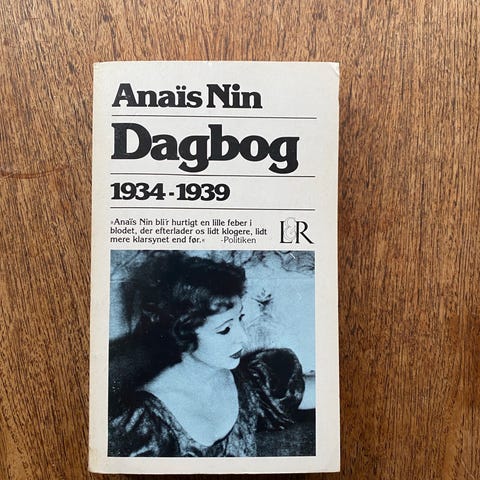 Anaïs Nin
Dagbog
1934-1939
»Anaïs Nin bli'r hurtigt en lille feber i
blodet, der efterlader os lidt klogere, lidt
mere klarsynet end før.« -Politiken
L&R